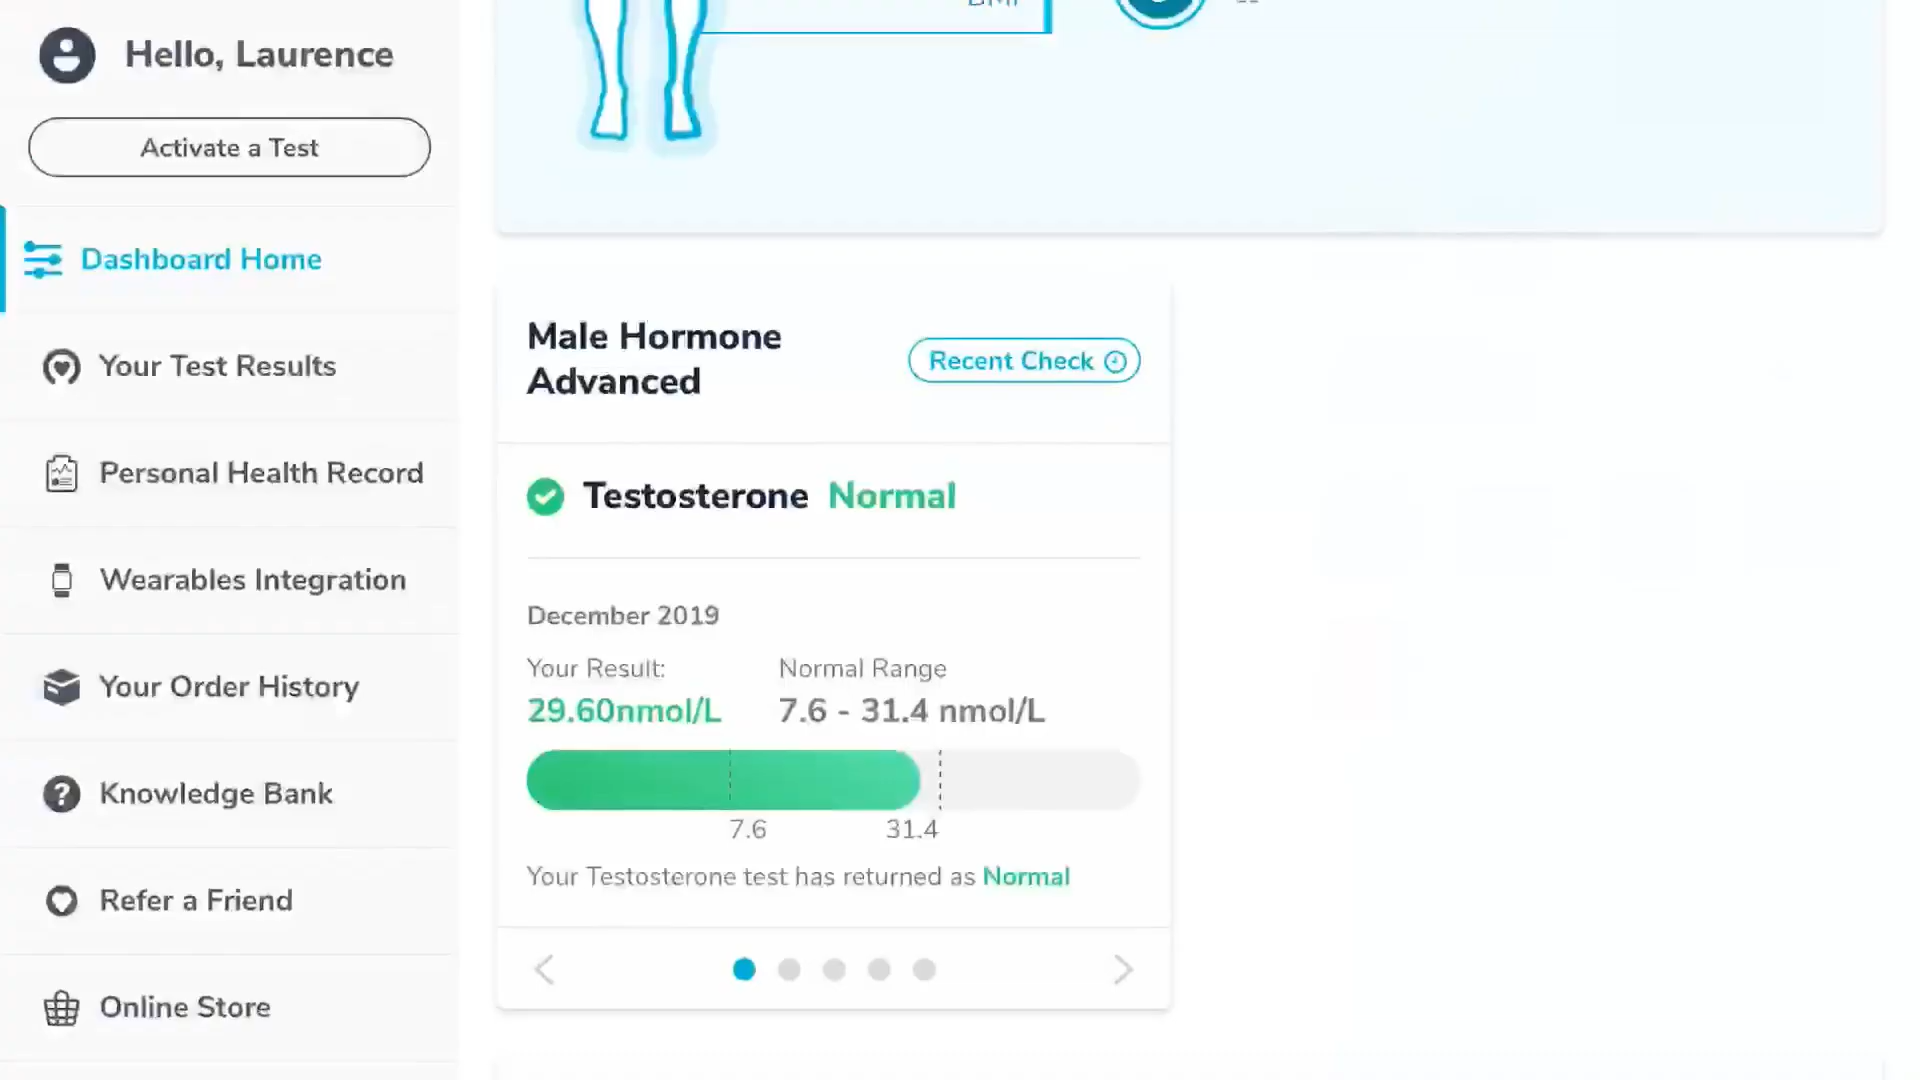 Hello, Laurence
Activate a Test
Dashboard Home
Your Test Results
Personal Health Record
Wearables Integration
Your Order History
Knowledge Bank
Refer a Friend
Online Store
Male Hormone
Advanced
Recent Check
Testosterone Normal
December 2019
Your Result: Normal Range
29.60nmol/L 7.6 - 31.4 nmol/L
7.6 31.4
Your Testosterone test has returned as Normal